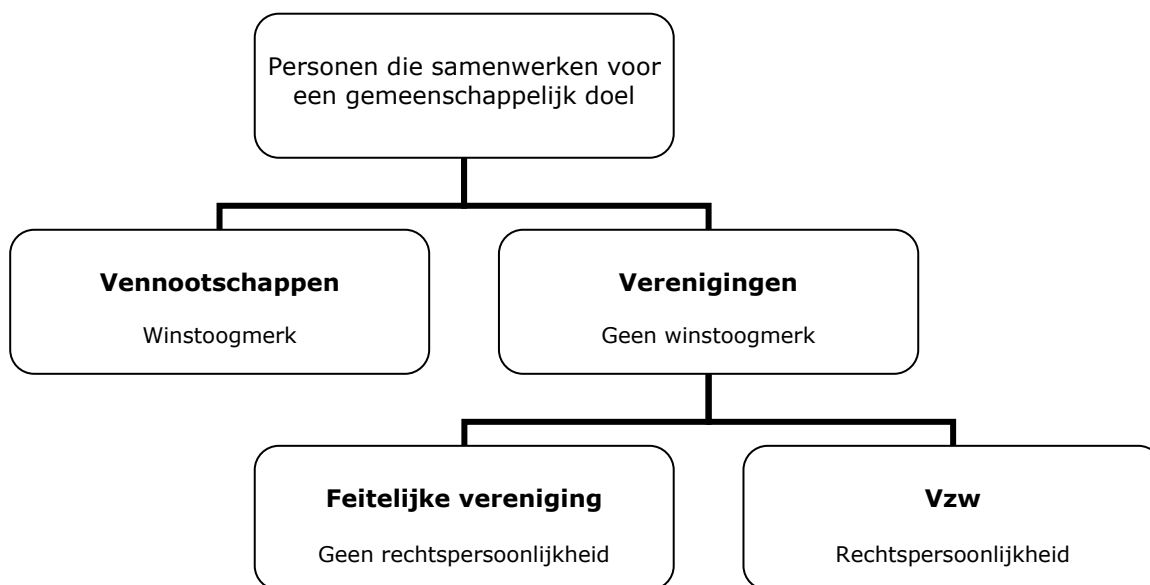 Personen die samenwerken voor
een gemeenschappelijk doel
Vennootschappen
Winstoogmerk
Verenigingen
Geen winstoogmerk
Feitelijke vereniging
Geen rechtspersoonlijkheid
Vzw
Rechtspersoonlijkheid